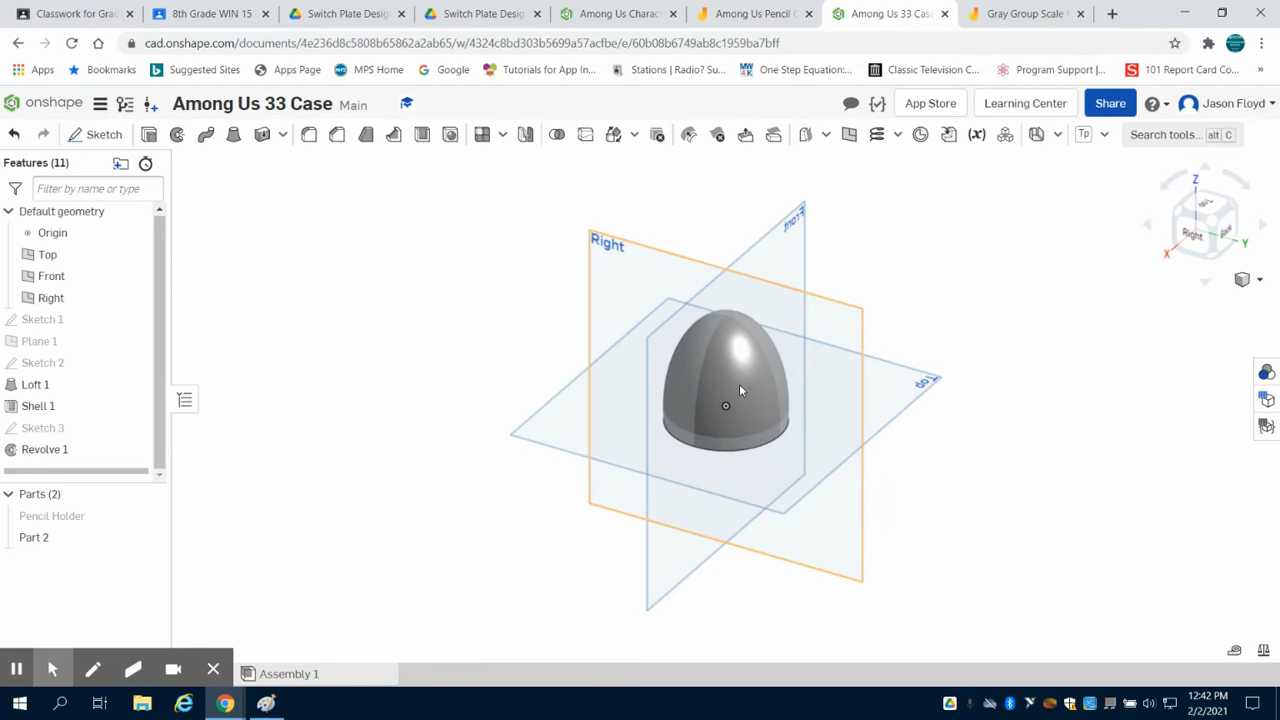 Classwork for Grad
8th Grade WIN 15
Switch Plate Desig
Switch Plate Desig
Among Us Charac
Among Us Pencil C
Among Us 33 Cas
Gray Group Scale
cad.onshape.com/documents/4e236d8c5808b65862a2ab65/w/4324c8bd303b5699a57acfbe/e/60b08b6749ab8c1959ba7bff
Apps
Bookmarks
Suggested Sites
Apps Page
MPS Home
Google
Tutorials for App In...
Stations | Radio? Su...
One Step Equation:...
Classic Television C...
Program Support |...
101 Report Card Co...
onshape
Among Us 33 Case
Main
App Store
Learning Center
Share
Jason Floyd
Sketch
Tp
Search tools...
alt
C
Features (11)
Filter by name or type
Default geometry
Origin
Top
Front
Right
Sketch 1
Plane 1
Sketch 2
Loft 1
Shell 1
Sketch 3
Revolve 1
Parts (2)
Pencil Holder
Part 2
Right
Front
Top
Z
Top
Right
Back
X
Y
Assembly 1
12:42 PM
2/2/2021